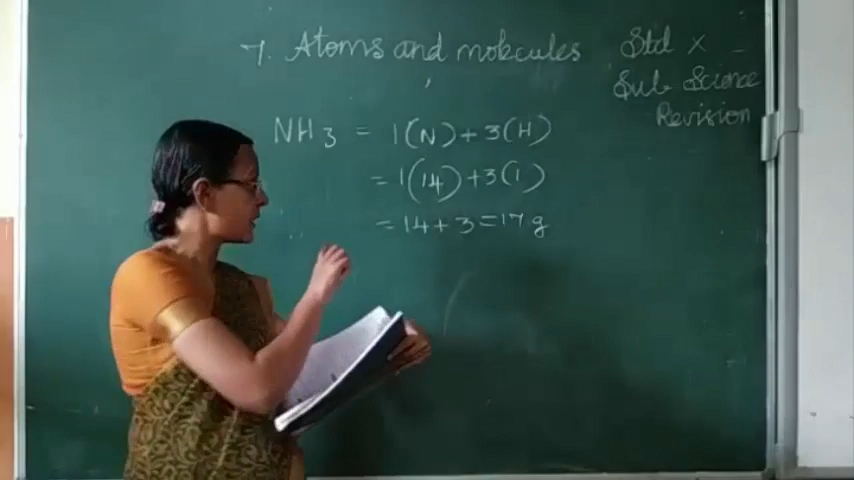 7. Atoms and molecules
Std X
Sub Science
Revision
NH3 = 1(N) + 3(H)
= 1(14) + 3(1)
= 14 + 3 = 17 g